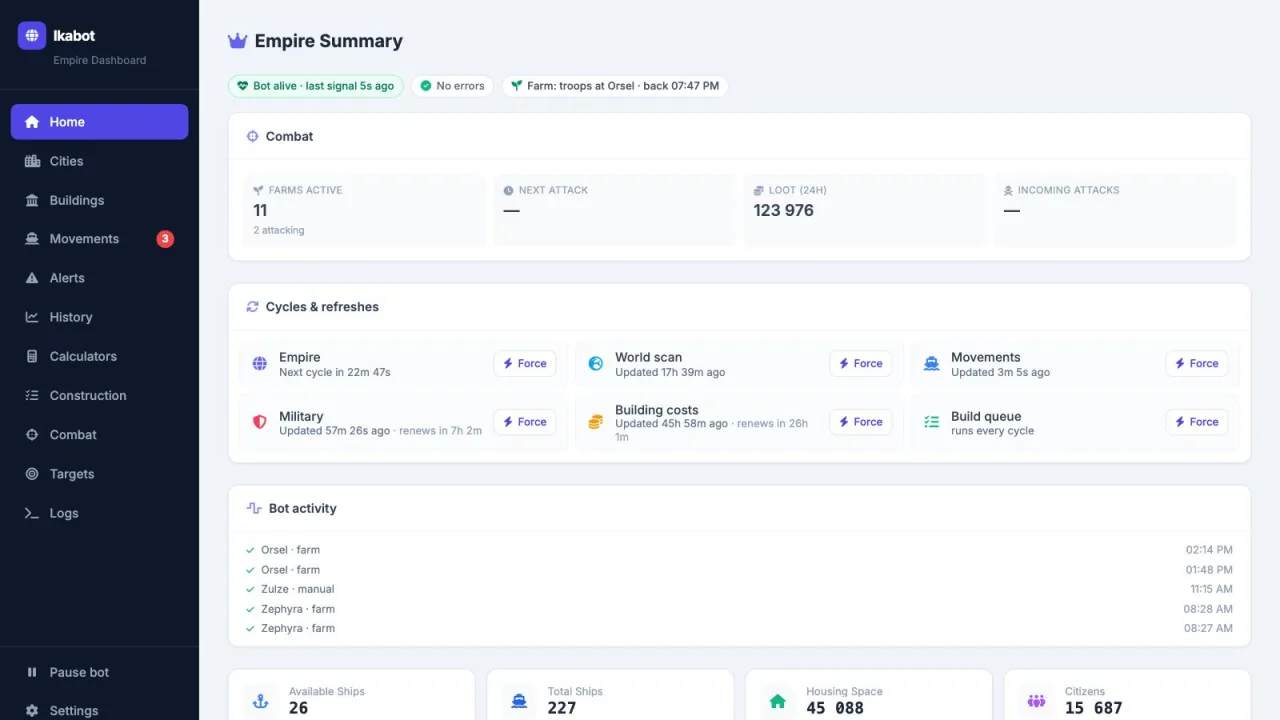 Ikabot
Empire Dashboard
Home
Cities
Buildings
Movements 3
Alerts
History
Calculators
Construction
Combat
Targets
Logs
Pause bot
Settings
Empire Summary
Bot alive · last signal 5s ago
No errors
Farm: troops at Orsel · back 07:47 PM
Combat
FARMS ACTIVE
11
2 attacking
NEXT ATTACK
—
LOOT (24H)
123 976
INCOMING ATTACKS
—
Cycles & refreshes
Empire
Next cycle in 22m 47s
Force
World scan
Updated 17h 39m ago
Force
Movements
Updated 3m 5s ago
Force
Military
Updated 57m 26s ago · renews in 7h 2m
Force
Building costs
Updated 45h 58m ago · renews in 26h
1m
Force
Build queue
runs every cycle
Force
Bot activity
Orsel · farm 02:14 PM
Orsel · farm 01:48 PM
Zulze · manual 11:15 AM
Zephyra · farm 08:28 AM
Zephyra · farm 08:27 AM
Available Ships
26
Total Ships
227
Housing Space
45 088
Citizens
15 687